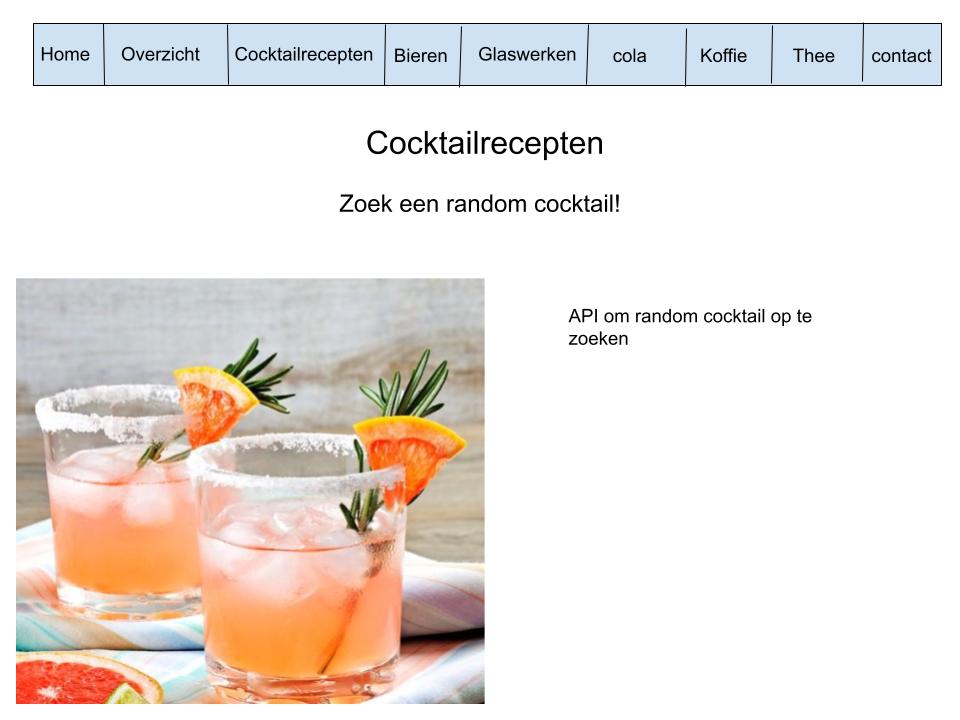 Home Overzicht Cocktailrecepten Bieren Glaswerken cola Koffie Thee contact
Cocktailrecepten
Zoek een random cocktail!
API om random cocktail op te
zoeken